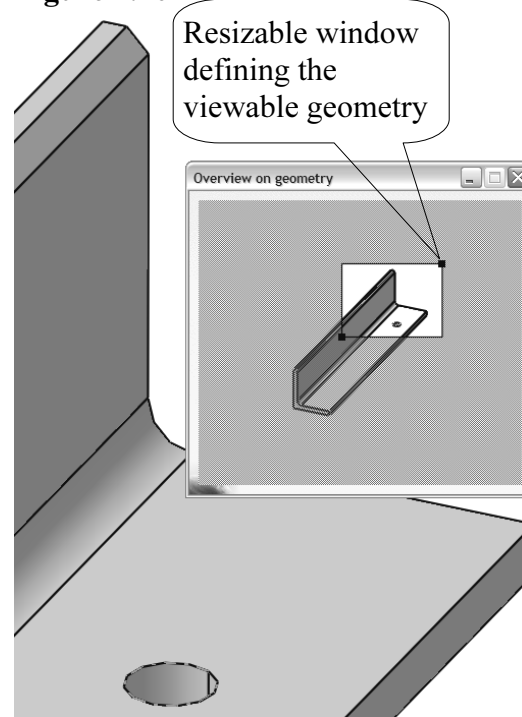 Resizable window
defining the
viewable geometry
Overview on geometry